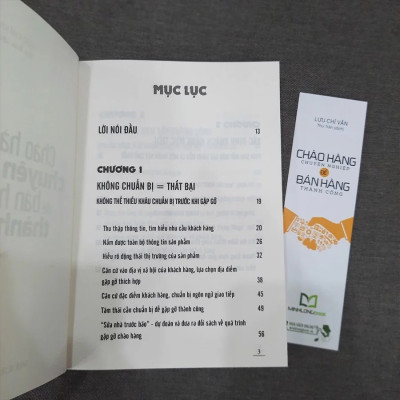 MỤC LỤC
LỜI NÓI ĐẦU 13
CHƯƠNG 1
KHÔNG CHUẨN BỊ = THẤT BẠI
KHÔNG THỂ THIẾU KHÂU CHUẨN BỊ TRƯỚC KHI GẶP GỠ 19
Thu thập thông tin, tìm hiểu nhu cầu khách hàng 20
Nắm được toàn bộ thông tin sản phẩm 26
Hiểu rõ động thái thị trường của sản phẩm 32
Căn cứ vào địa vị xã hội của khách hàng, lựa chọn địa điểm
gặp gỡ thích hợp 38
Căn cứ đặc điểm khách hàng, chuẩn bị ngôn ngữ giao tiếp 45
Tâm thái cần chuẩn bị để gặp gỡ thành công 49
"Sửa nhà trước bão" - dự đoán và đưa ra đối sách về quá trình
gặp gỡ chào hàng 56
5
LƯU CHÍ VĂN
CHÀO HÀNG
CHUYÊN NGHIỆP
để
BÁN HÀNG
THÀNH CÔNG
MINHLONGBOOK